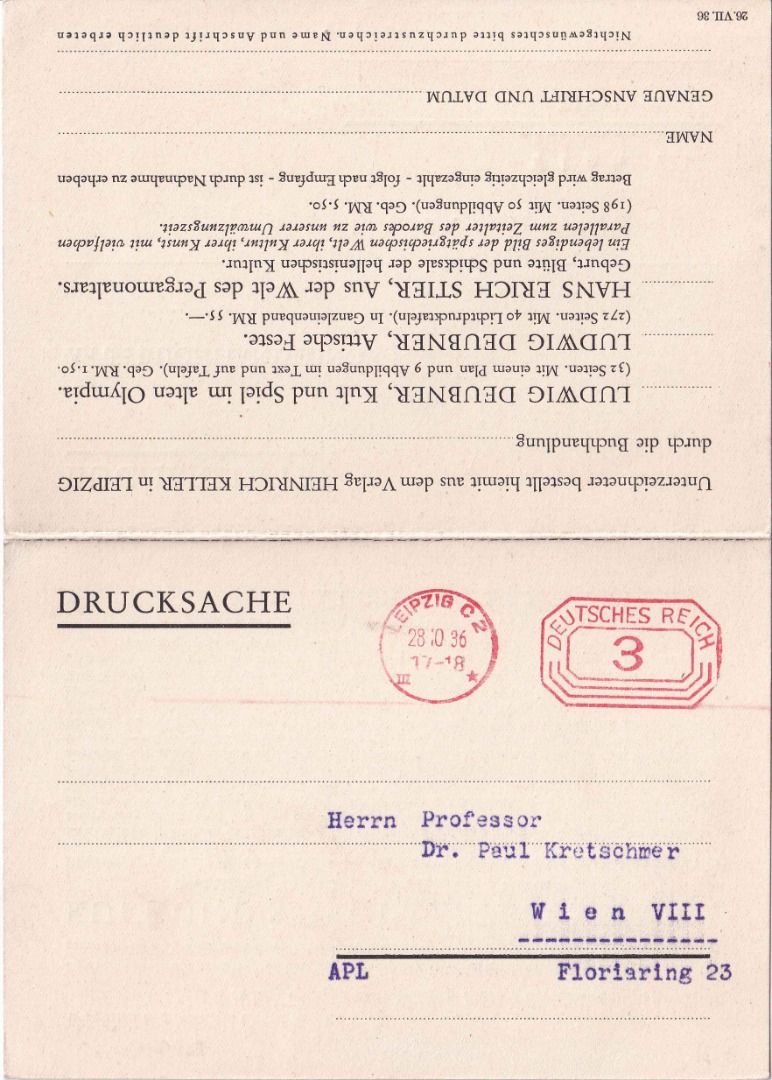 Unterzeichneter bestellt hiemit aus dem Verlag HEINRICH KELLER in LEIPZIG
durch die Buchhandlung
LUDWIG DEUBNER, Kult und Spiel im alten Olympia.
(32 Seiten. Mit einem Plan und 9 Abbildungen im Text und auf Tafeln). Geb. RM. 1.50.
LUDWIG DEUBNER, Attische Feste.
(272 Seiten. Mit 40 Lichtdrucktafeln). In Ganzleinenband RM. 55.—.
HANS ERICH STIER, Aus der Welt des Pergamonaltars.
Geburt, Blüte und Schicksale der hellenistischen Kultur.
Ein lebendiges Bild der spätgriechischen Welt, ihrer Kultur, ihrer Kunst, mit vielfachen
Parallelen zum Zeitalter des Barocks wie zu unserer Umwälzungszeit.
(198 Seiten. Mit 50 Abbildungen). Geb. RM. 5.50.
Betrag wird gleichzeitig eingezahlt - folgt nach Empfang - ist durch Nachnahme zu erheben
NAME
GENAUE ANSCHRIFT UND DATUM
Nichtgewünschtes bitte durchzustreichen. Name und Anschrift deutlich erbeten
26. VII. 36
DRUCKSACHE
LEIPZIG C 2
28 10 36
17-18
III
DEUTSCHES REICH
3
Herrn Professor
Dr. Paul Kretschmer
Wien VIII
APL Floriaring 23